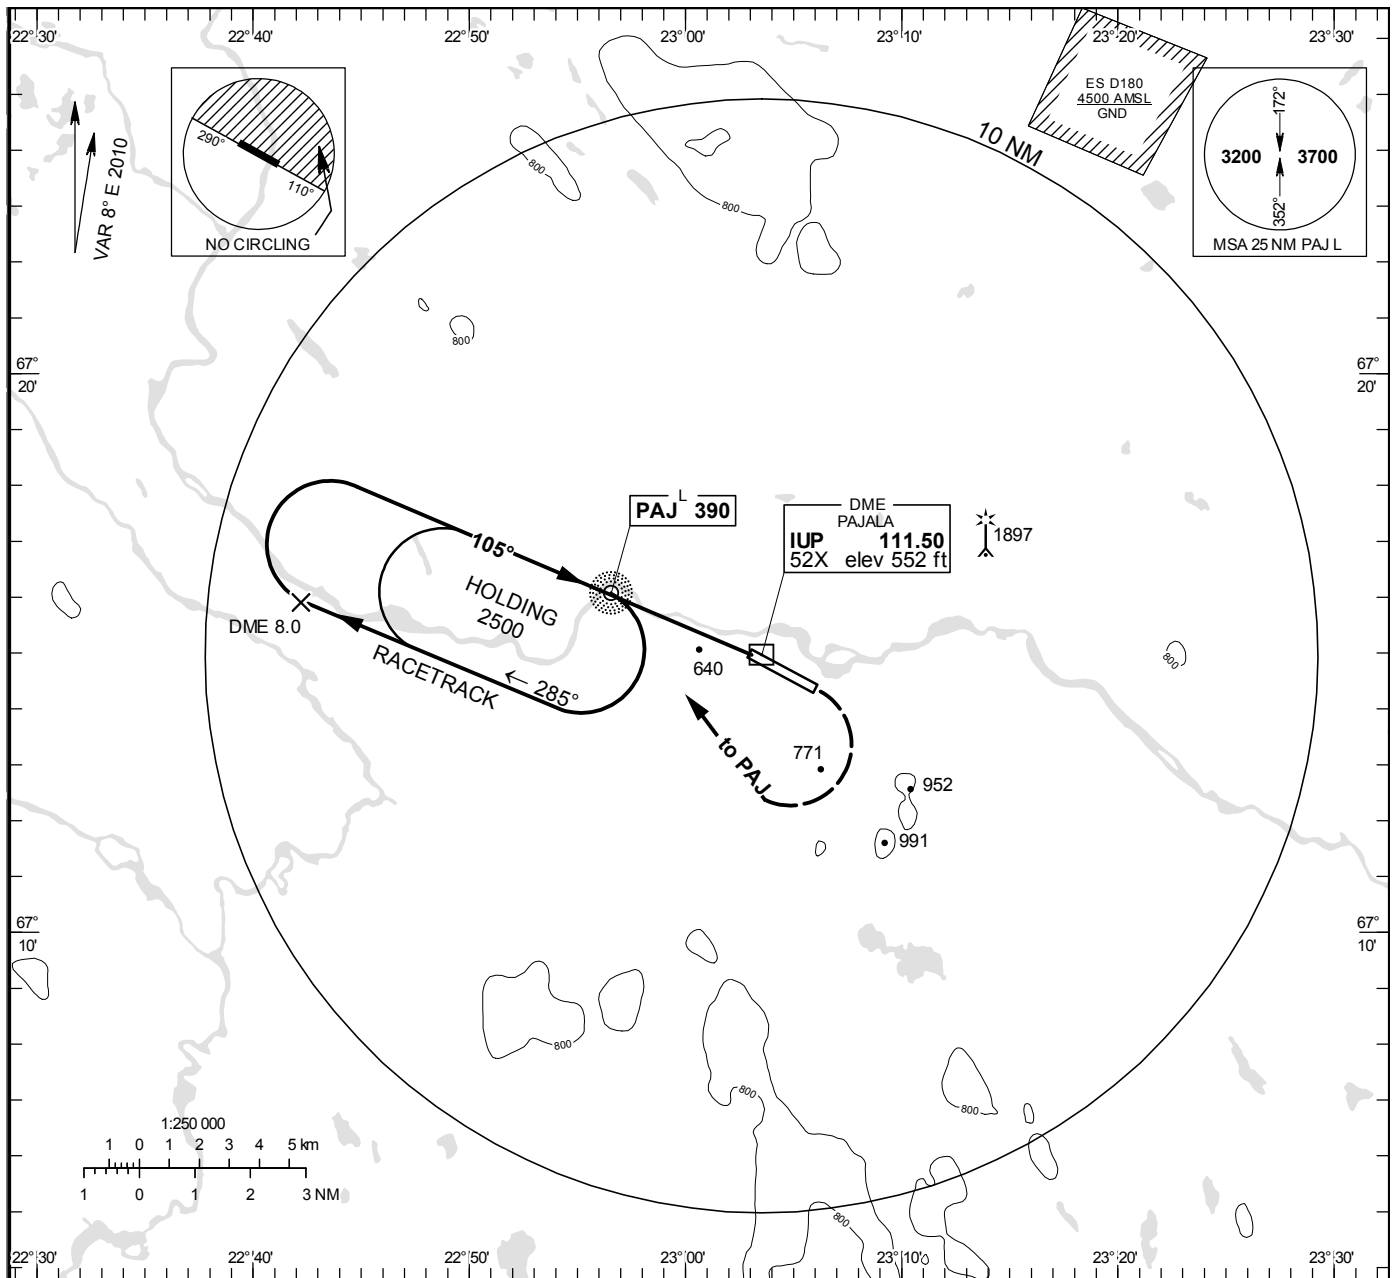 22°30' 22°40' 22°50' 23°00' 23°10' 23°20' 23°30'
VAR 8° E 2010
290°
110°
NO CIRCLING
10 NM
ES D180
4500 AMSL
GND
172°
3200 3700
352°
MSA 25 NM PAJ L
800
800
800
67°
20'
67°
20'
L
PAJ 390
DME
PAJALA
IUP 111.50
52X elev 552 ft
1897
105°
HOLDING
2500
DME 8.0
RACETRACK
← 285°
640
800
to PAJ
771
952
991
67°
10'
67°
10'
800
800
800
800
1:250 000
1 0 1 2 3 4 5 km
1 0 1 2 3 NM
22°30' 22°40' 22°50' 23°00' 23°10' 23°20' 23°30'